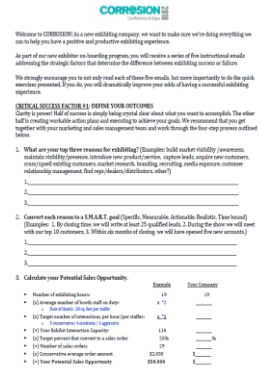 CORROSION
Conference & Expo
Welcome to CORROSION! As a new exhibiting company, we want to make sure we're doing everything we
can to help you have a positive and productive exhibiting experience.
As part of our new exhibitor on-boarding program, you will receive a series of five instructional emails
addressing the strategic factors that determine the difference between exhibiting success or failure.
We strongly encourage you to not only read each of these five emails, but more importantly to do the quick
exercises presented. If you do, you will dramatically improve your odds of having a successful exhibiting
experience.
CRITICAL SUCCESS FACTOR #1: DEFINE YOUR OUTCOMES
Clarity is power! Half of success is simply being crystal clear about what you want to accomplish. The other
half is creating workable action plans and executing to achieve your goals. We recommend that you get
together with your marketing and sales management team and work through the four-step process outlined
below.
1. What are your top three reasons for exhibiting? (Examples: build market visibility/awareness,
maintain visibility/presence, introduce new product/service, capture leads, acquire new customers,
cross/upsell existing customers, market research, branding, recruiting, media exposure, customer
relationship management, find reps/dealers/distributors, other?)
1.
2.
3.
2. Convert each reason to a S.M.A.R.T. goal (Specific, Measurable, Actionable, Realistic, Time bound)
(Examples: 1. By closing time, we will write at least 25 qualified leads. 2. During the show we will meet
with our top 10 customers. 3. Within six months of closing, we will have opened five new accounts.)
1.
2.
3.
3. Calculate your Potential Sales Opportunity.
Example Your Company
Number of exhibiting hours: 19 19
(x) Average number of booth staff on duty: x *2
(x) Target number of interactions per hour/per staffer: x *3
3 conservatively/4 moderate/5 aggressive
(=) Your Exhibit Interaction Capacity: 114
(x) Target percent that convert to a sales order %
(=) Number of sales orders 29
(x) Conservative average order amount $2,000 $
(=) Your Potential Sales Opportunity $